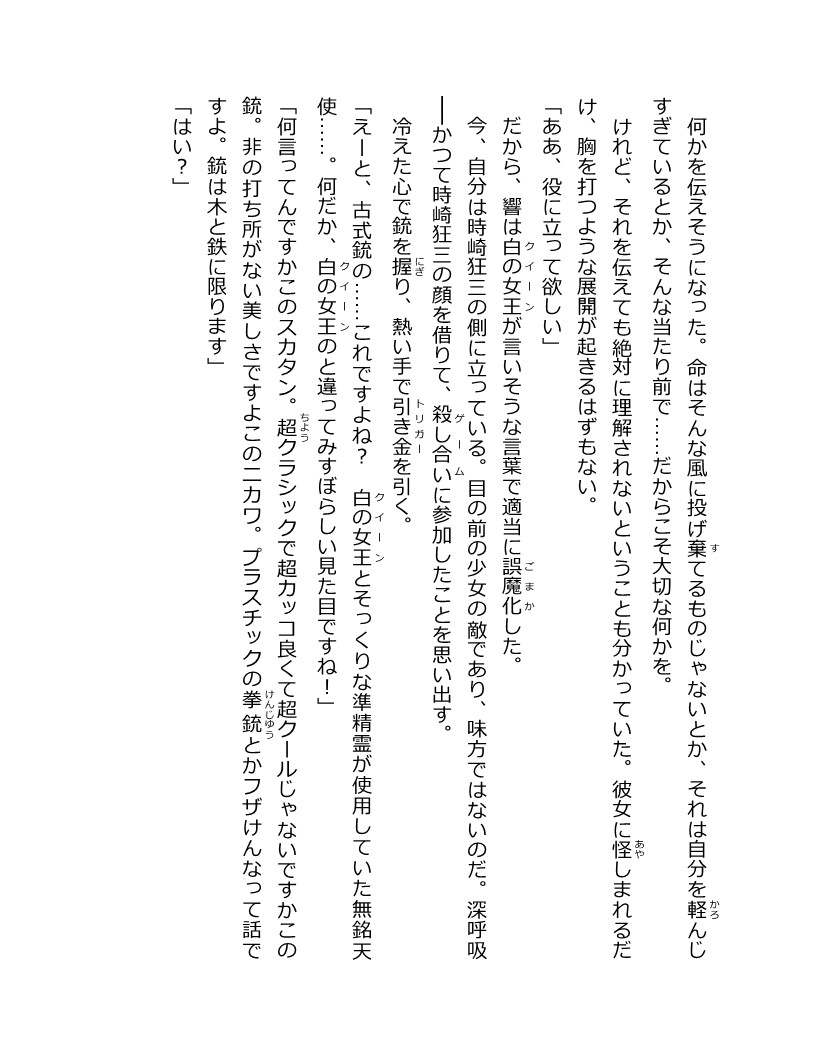 何かを伝えそうになった。命はそんな風に投げ棄てるものじゃないとか、それは自分を軽んじ
すぎているとか、そんな当たり前で……だからこそ大切な何かを。
けれど、それを伝えても絶対に理解されないということも分かっていた。彼女に怪しまれるだ
け、胸を打つような展開が起きるはずもない。
「ああ、役に立って欲しい」
だから、響は白の女王が言いそうな言葉で適当に誤魔化した。
今、自分は時崎狂三の側に立っている。目の前の少女の敵であり、味方ではないのだ。深呼吸
──かつて時崎狂三の顔を借りて、殺し合いに参加したことを思い出す。
冷えた心で銃を握り、熱い手で引き金を引く。
「えーと、古式銃の……これですよね？　白の女王とそっくりな準精霊が使用していた無銘天
使……。何だか、白の女王のと違ってみすぼらしい見た目ですね！」
「何言ってんですかこのスカタン。超クラシックで超カッコ良くて超クールじゃないですかこの
銃。非の打ち所がない美しさですよこのニカワ。プラスチックの拳銃とかフザけんなって話で
すよ。銃は木と鉄に限ります」
「はい？」